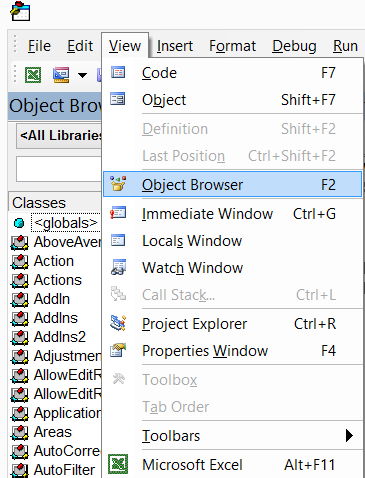 File Edit View Insert Format Debug Run
Code F7
Object Shift+F7
Definition Shift+F2
Last Position Ctrl+Shift+F2
Object Browser F2
Immediate Window Ctrl+G
Locals Window
Watch Window
Call Stack... Ctrl+L
Project Explorer Ctrl+R
Properties Window F4
Toolbox
Tab Order
Toolbars
Microsoft Excel Alt+F11
Object Brow
<All Libraries
Classes
<globals>
AboveAver
Action
Actions
AddIn
AddIns
AddIns2
Adjustmen
AllowEditR
AllowEditR
Application
Areas
AutoCorre
AutoFilter